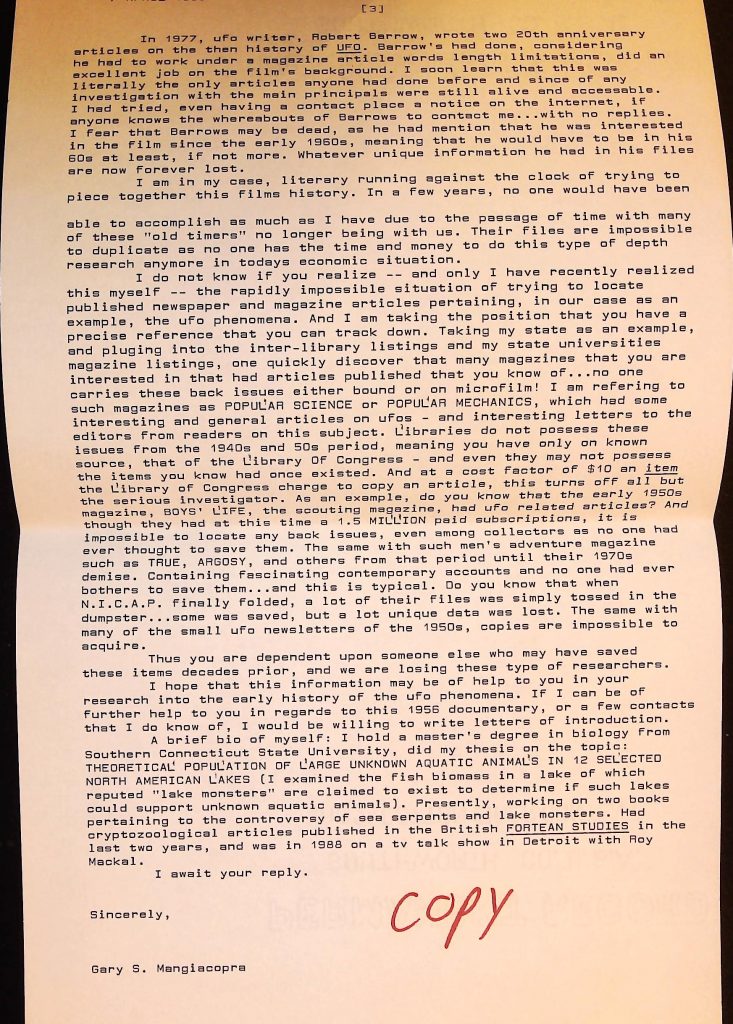 [3]
In 1977, ufo writer, Robert Barrow, wrote two 20th anniversary
articles on the then history of UFO. Barrow's had done, considering
he had to work under a magazine article words length limitations, did an
excellent job on the film's background. I soon learn that this was
literally the only articles anyone had done before and since of any
investigation with the main principals were still alive and accessable.
I had tried, even having a contact place a notice on the internet, if
anyone knows the whereabouts of Barrows to contact me...with no replies.
I fear that Barrows may be dead, as he had mention that he was interested
in the film since the early 1960s, meaning that he would have to be in his
60s at least, if not more. Whatever unique information he had in his files
are now forever lost.
I am in my case, literary running against the clock of trying to
piece together this films history. In a few years, no one would have been
able to accomplish as much as I have due to the passage of time with many
of these "old timers" no longer being with us. Their files are impossible
to duplicate as no one has the time and money to do this type of depth
research anymore in todays economic situation.
I do not know if you realize -- and only I have recently realized
this myself -- the rapidly impossible situation of trying to locate
published newspaper and magazine articles pertaining, in our case as an
example, the ufo phenomena. And I am taking the position that you have a
precise reference that you can track down. Taking my state as an example,
and pluging into the inter-library listings and my state universities
magazine listings, one quickly discover that many magazines that you are
interested in that had articles published that you know of...no one
carries these back issues either bound or on microfilm! I am refering to
such magazines as POPULAR SCIENCE or POPULAR MECHANICS, which had some
interesting and general articles on ufos - and interesting letters to the
editors from readers on this subject. Libraries do not possess these
issues from the 1940s and 50s period, meaning you have only on known
source, that of the Library Of Congress - and even they may not possess
the items you know had once existed. And at a cost factor of $10 an item
the Library of Congress charge to copy an article, this turns off all but
the serious investigator. As an example, do you know that the early 1950s
magazine, BOYS' LIFE, the scouting magazine, had ufo related articles? And
though they had at this time a 1.5 MILLION paid subscriptions, it is
impossible to locate any back issues, even among collectors as no one had
ever thought to save them. The same with such men's adventure magazine
such as TRUE, ARGOSY, and others from that period until their 1970s
demise. Containing fascinating contemporary accounts and no one had ever
bothers to save them...and this is typical. Do you know that when
N.I.C.A.P. finally folded, a lot of their files was simply tossed in the
dumpster...some was saved, but a lot unique data was lost. The same with
many of the small ufo newsletters of the 1950s, copies are impossible to
acquire.
Thus you are dependent upon someone else who may have saved
these items decades prior, and we are losing these type of researchers.
I hope that this information may be of help to you in your
research into the early history of the ufo phenomena. If I can be of
further help to you in regards to this 1956 documentary, or a few contacts
that I do know of, I would be willing to write letters of introduction.
A brief bio of myself: I hold a master's degree in biology from
Southern Connecticut State University, did my thesis on the topic:
THEORETICAL POPULATION OF LARGE UNKNOWN AQUATIC ANIMALS IN 12 SELECTED
NORTH AMERICAN LAKES (I examined the fish biomass in a lake of which
reputed "lake monsters" are claimed to exist to determine if such lakes
could support unknown aquatic animals). Presently, working on two books
pertaining to the controversy of sea serpents and lake monsters. Had
cryptozoological articles published in the British FORTEAN STUDIES in the
last two years, and was in 1988 on a tv talk show in Detroit with Roy
Mackal.
I await your reply.
Sincerely,
COPY
Gary S. Mangiacopra